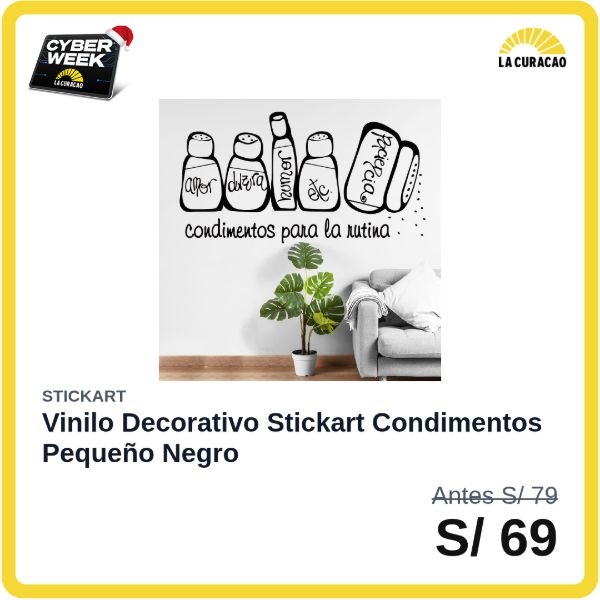 CYBER
WEEK
LA CURACAO
LA CURACAO
amor
dulzura
humor
etc.
paciencia
condimentos para la rutina
STICKART
Vinilo Decorativo Stickart Condimentos
Pequeño Negro
Antes S/ 79
S/ 69